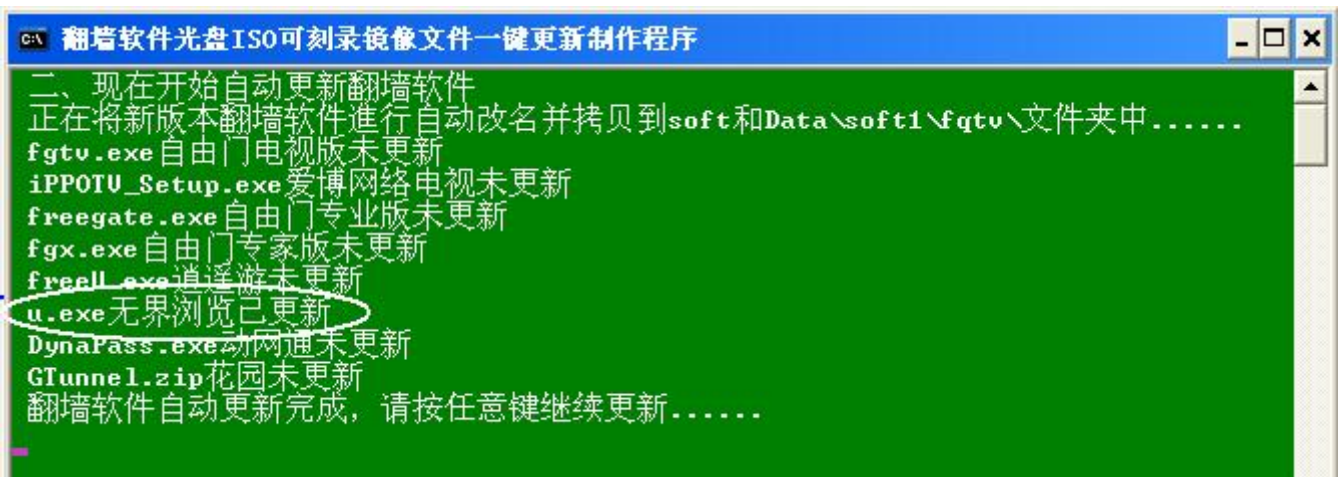 翻墙软件光盘ISO可刻录镜像文件一键更新制作程序
二、现在开始自动更新翻墙软件
正在将新版本翻墙软件進行自动改名并拷贝到soft和Data\soft1\fqtv\文件夹中......
fgtv.exe自由门电视版未更新
iPPOTV_Setup.exe爱博网络电视未更新
freegate.exe自由门专业版未更新
fgx.exe自由门专家版未更新
freeU.exe逍遥游未更新
u.exe无界浏览已更新
DynaPass.exe动网通未更新
GTunnel.zip花园未更新
翻墙软件自动更新完成，请按任意键继续更新......